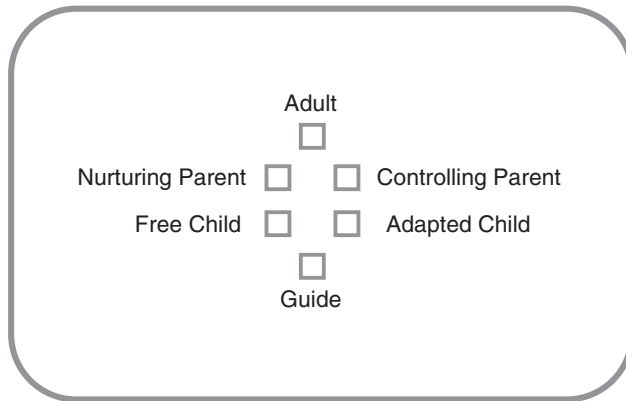 Adult
Nurturing Parent Controlling Parent
Free Child Adapted Child
Guide